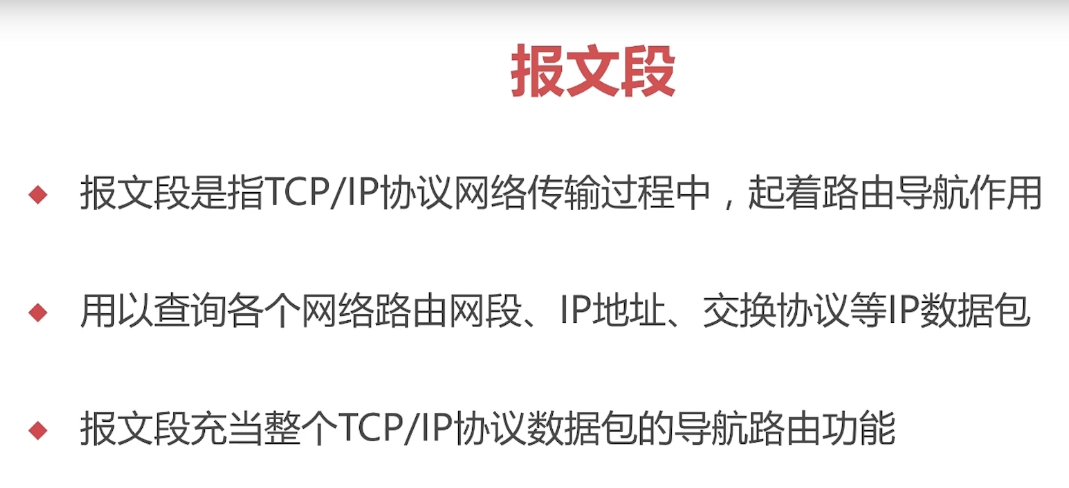 报文段
报文段是指TCP/IP协议网络传输过程中，起着路由导航作用
用以查询各个网络路由网段、IP地址、交换协议等IP数据包
报文段充当整个TCP/IP协议数据包的导航路由功能